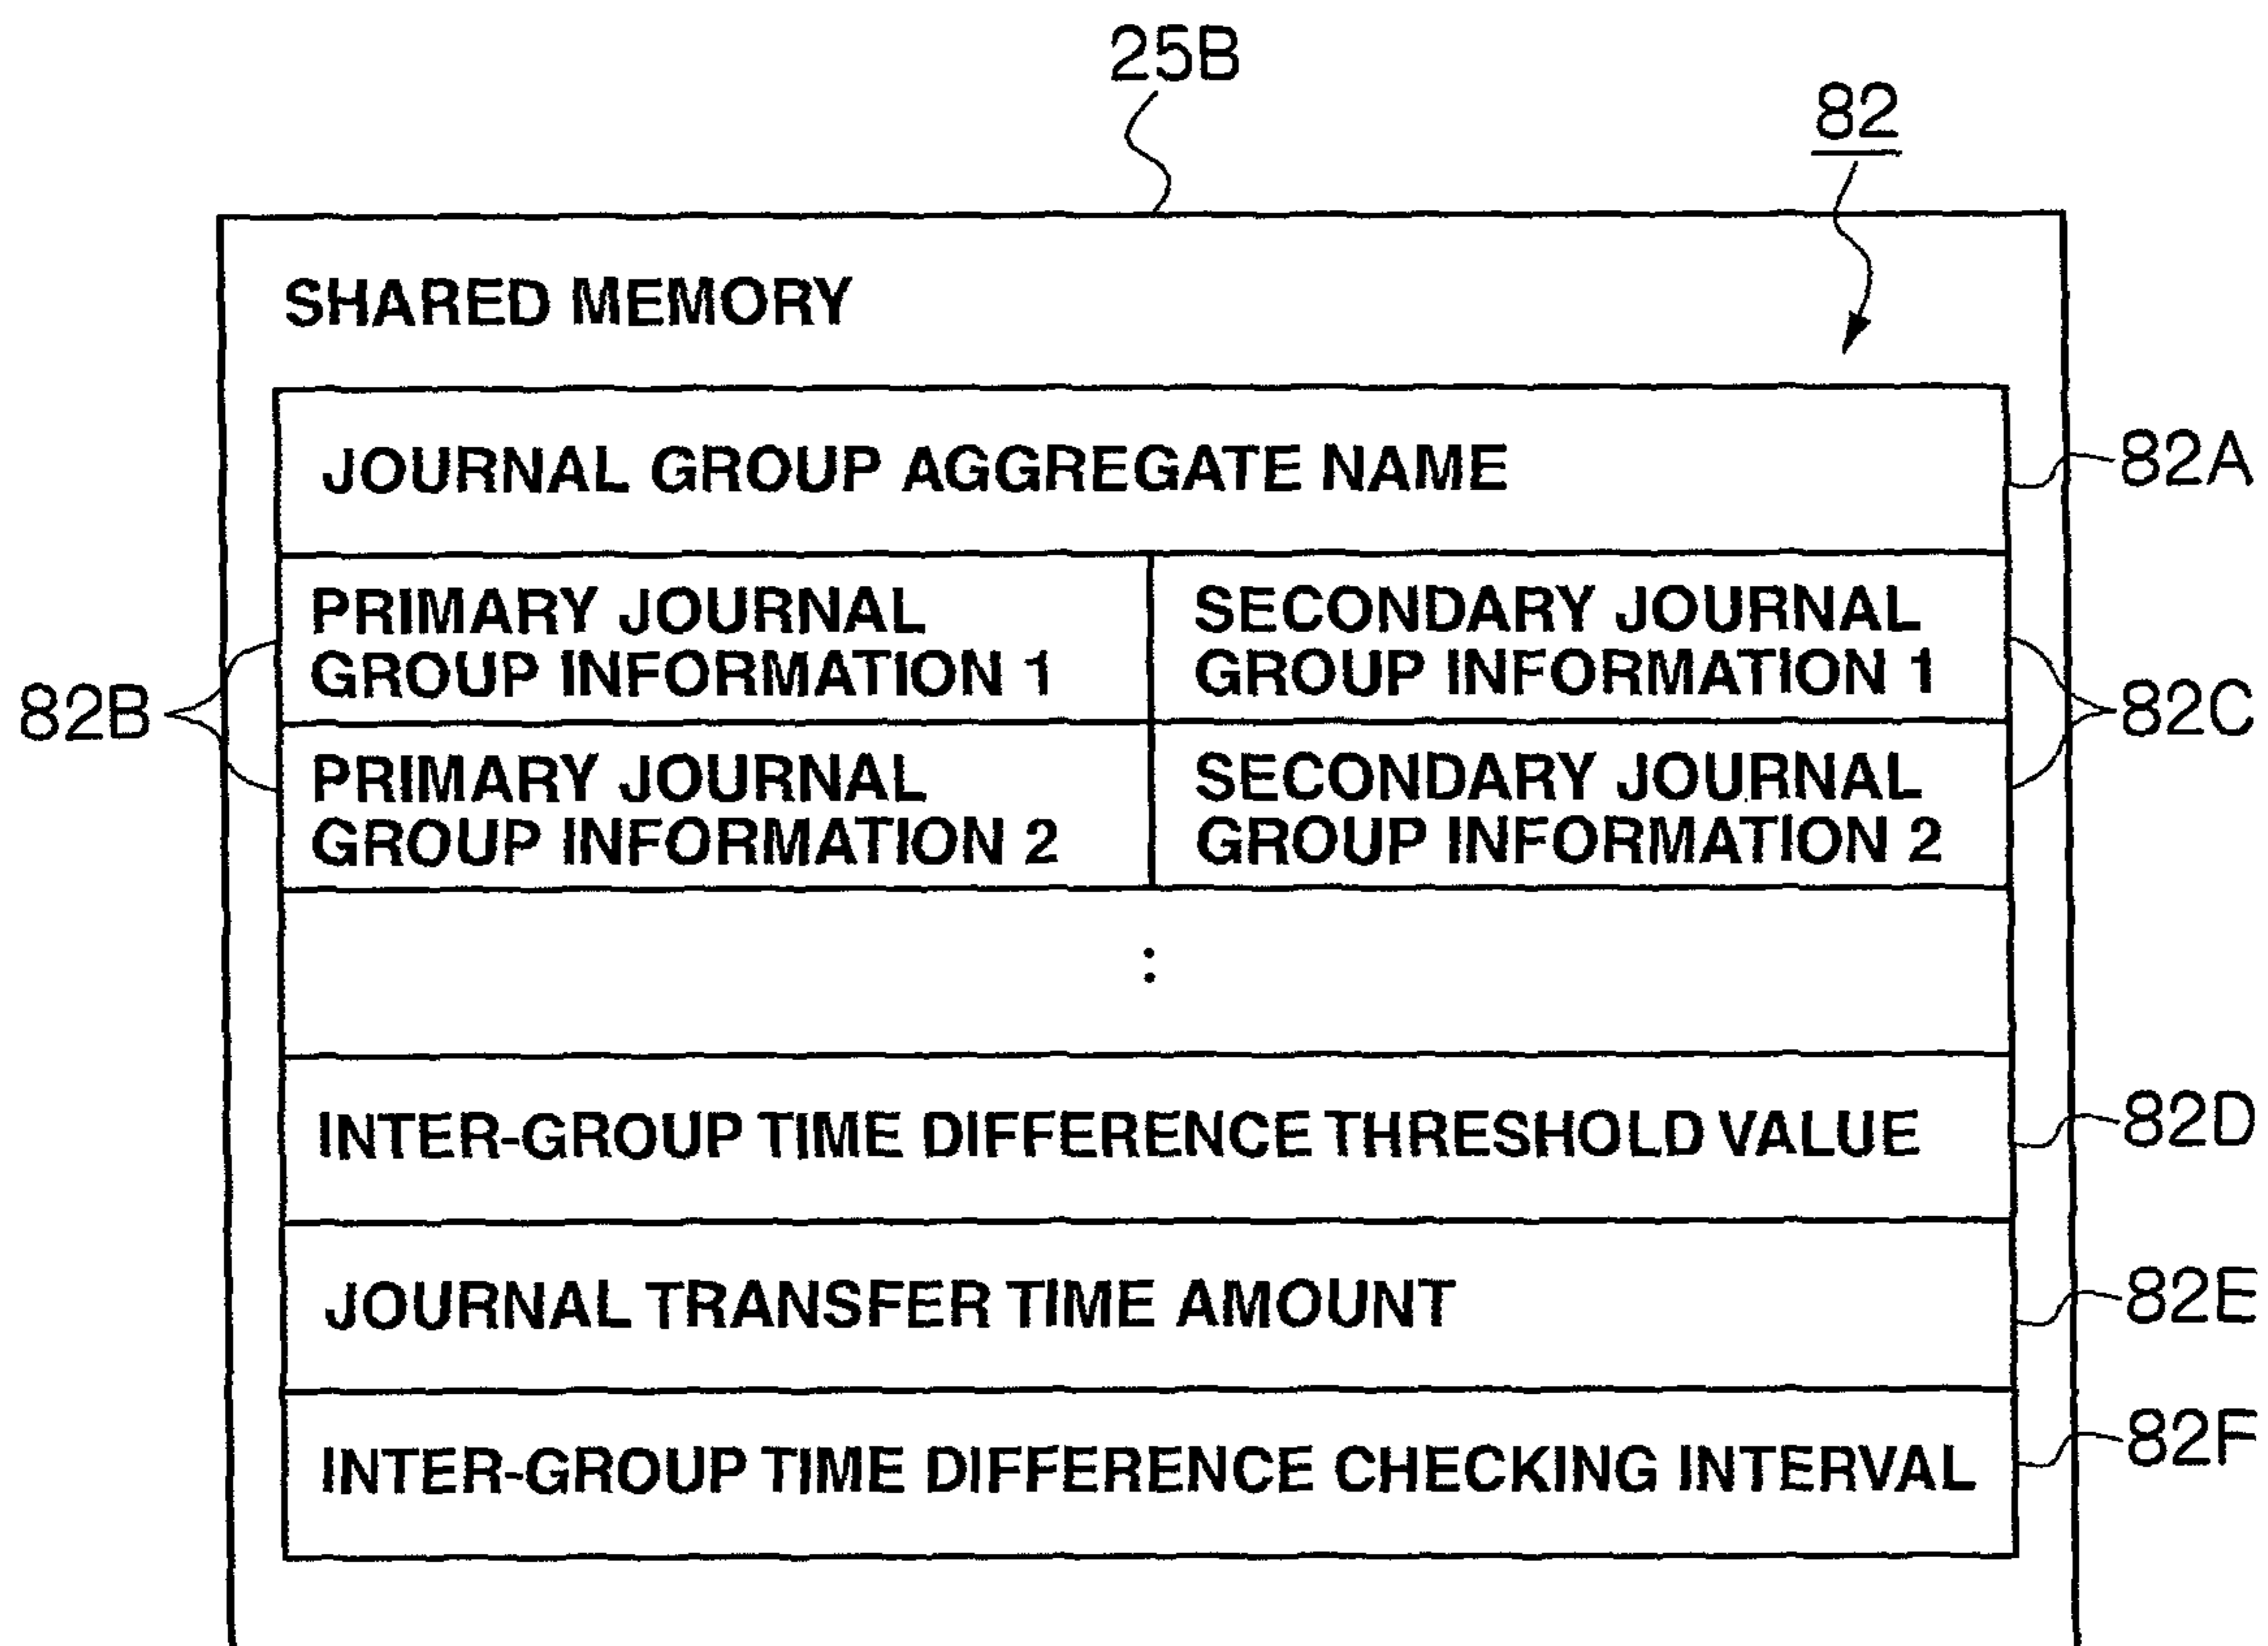 25B
82
SHARED MEMORY
JOURNAL GROUP AGGREGATE NAME
82A
PRIMARY JOURNAL
GROUP INFORMATION 1
SECONDARY JOURNAL
GROUP INFORMATION 1
82B
82C
PRIMARY JOURNAL
GROUP INFORMATION 2
SECONDARY JOURNAL
GROUP INFORMATION 2
:
INTER-GROUP TIME DIFFERENCE THRESHOLD VALUE
82D
JOURNAL TRANSFER TIME AMOUNT
82E
INTER-GROUP TIME DIFFERENCE CHECKING INTERVAL
82F